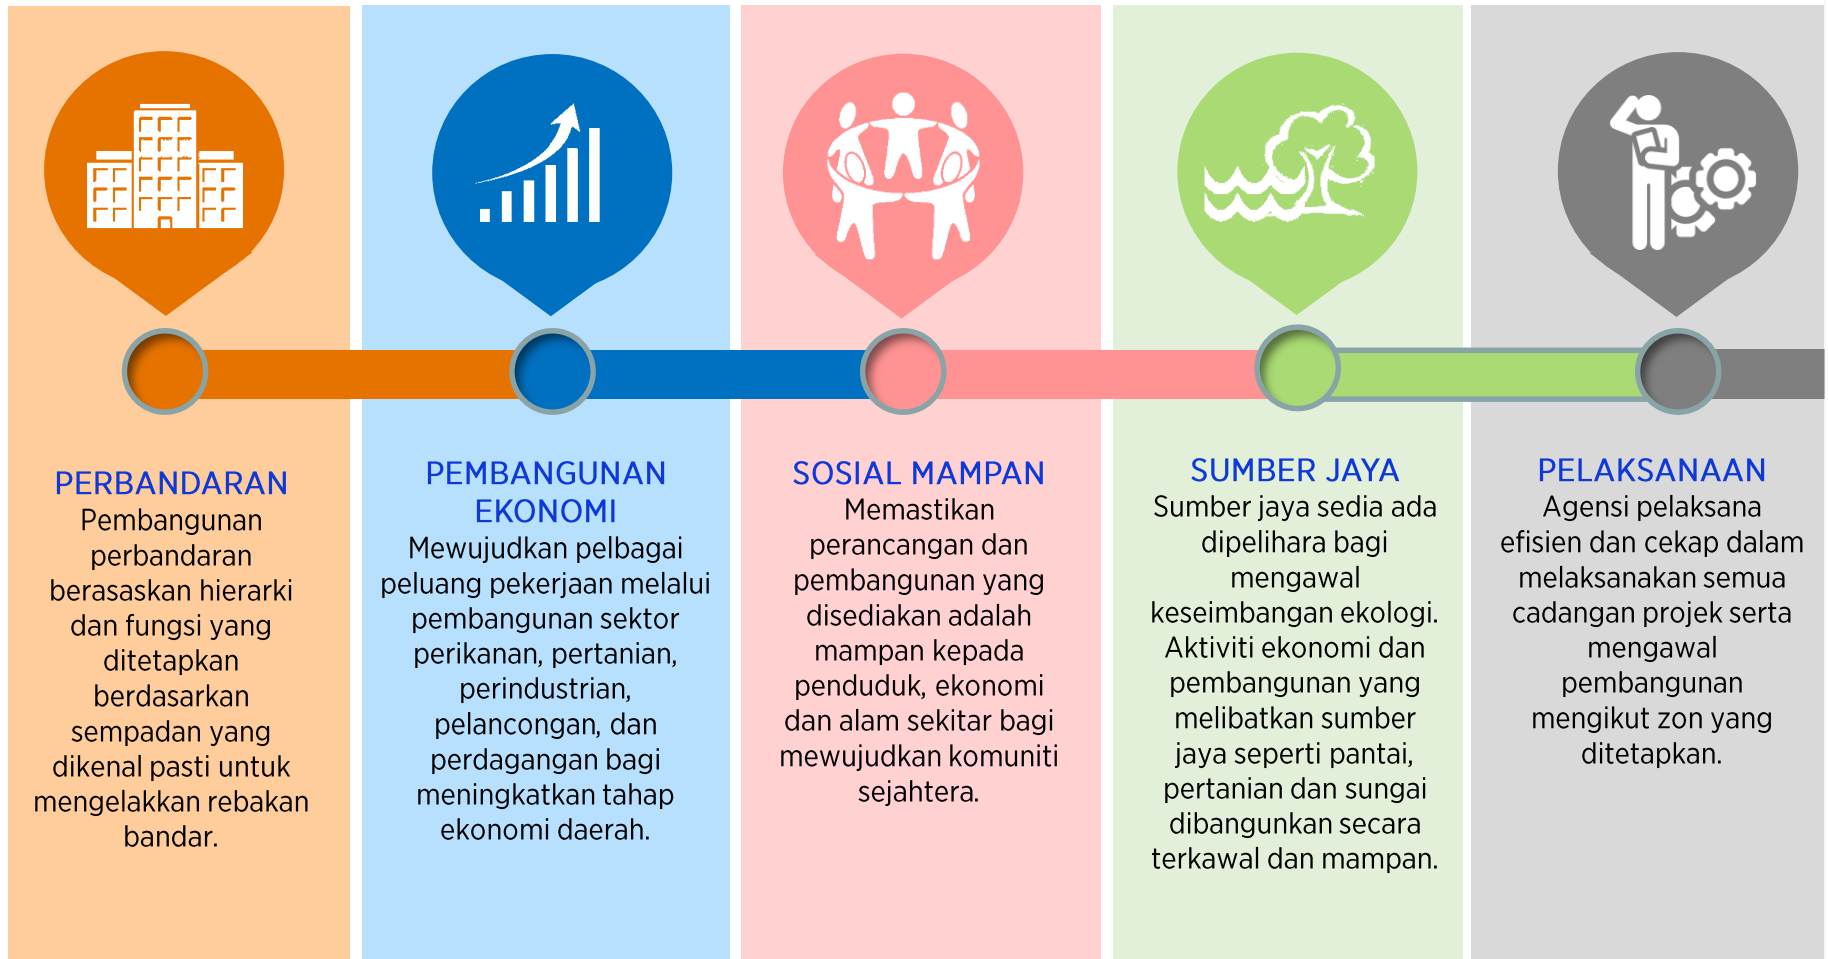 PERBANDARAN
Pembangunan
perbandaran
berasaskan hierarki
dan fungsi yang
ditetapkan
berdasarkan
sempadan yang
dikenal pasti untuk
mengelakkan rebakan
bandar.
PEMBANGUNAN
EKONOMI
Mewujudkan pelbagai
peluang pekerjaan melalui
pembangunan sektor
perikanan, pertanian,
perindustrian,
pelancongan, dan
perdagangan bagi
meningkatkan tahap
ekonomi daerah.
SOSIAL MAMPAN
Memastikan
perancangan dan
pembangunan yang
disediakan adalah
mampan kepada
penduduk, ekonomi
dan alam sekitar bagi
mewujudkan komuniti
sejahtera.
SUMBER JAYA
Sumber jaya sedia ada
dipelihara bagi
mengawal
keseimbangan ekologi.
Aktiviti ekonomi dan
pembangunan yang
melibatkan sumber
jaya seperti pantai,
pertanian dan sungai
dibangunkan secara
terkawal dan mampan.
PELAKSANAAN
Agensi pelaksana
efisien dan cekap dalam
melaksanakan semua
cadangan projek serta
mengawal
pembangunan
mengikut zon yang
ditetapkan.